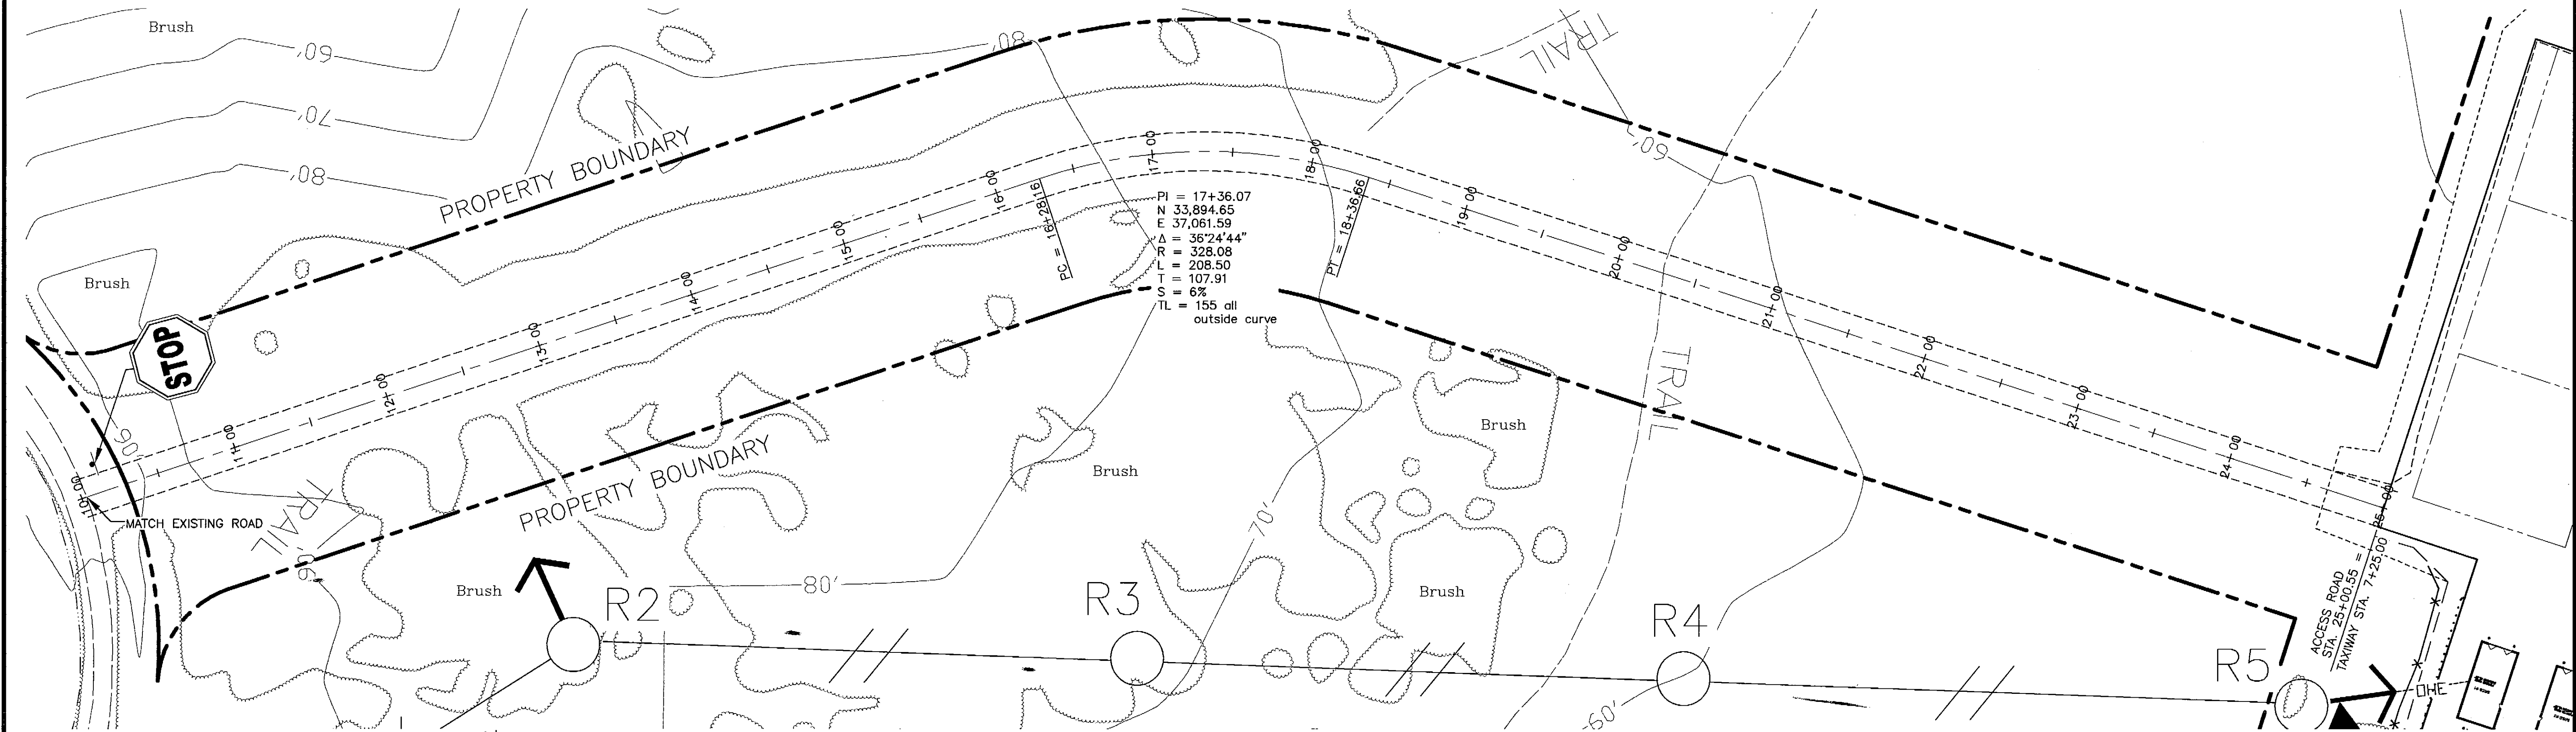 Brush
60'
70'
80'
80'
PROPERTY BOUNDARY
TRAIL
60'
Brush
STOP
90'
10+00
11+00
12+00
13+00
14+00
15+00
16+00
17+00
18+00
19+00
20+00
21+00
22+00
23+00
24+00
25+00
PC = 16+28.16
PI = 17+36.07
N 33,894.65
E 37,061.59
Δ = 36°24'44"
R = 328.08
L = 208.50
T = 107.91
S = 6%
TL = 155 all
outside curve
PT = 18+36.66
MATCH EXISTING ROAD
TRAIL
PROPERTY BOUNDARY
TRAIL
Brush
Brush
70'
90'
Brush
80'
Brush
R2
R3
R4
R5
60'
ACCESS ROAD
STA. 25+00.55 =
TAXIWAY STA. 7+25.00
OHE